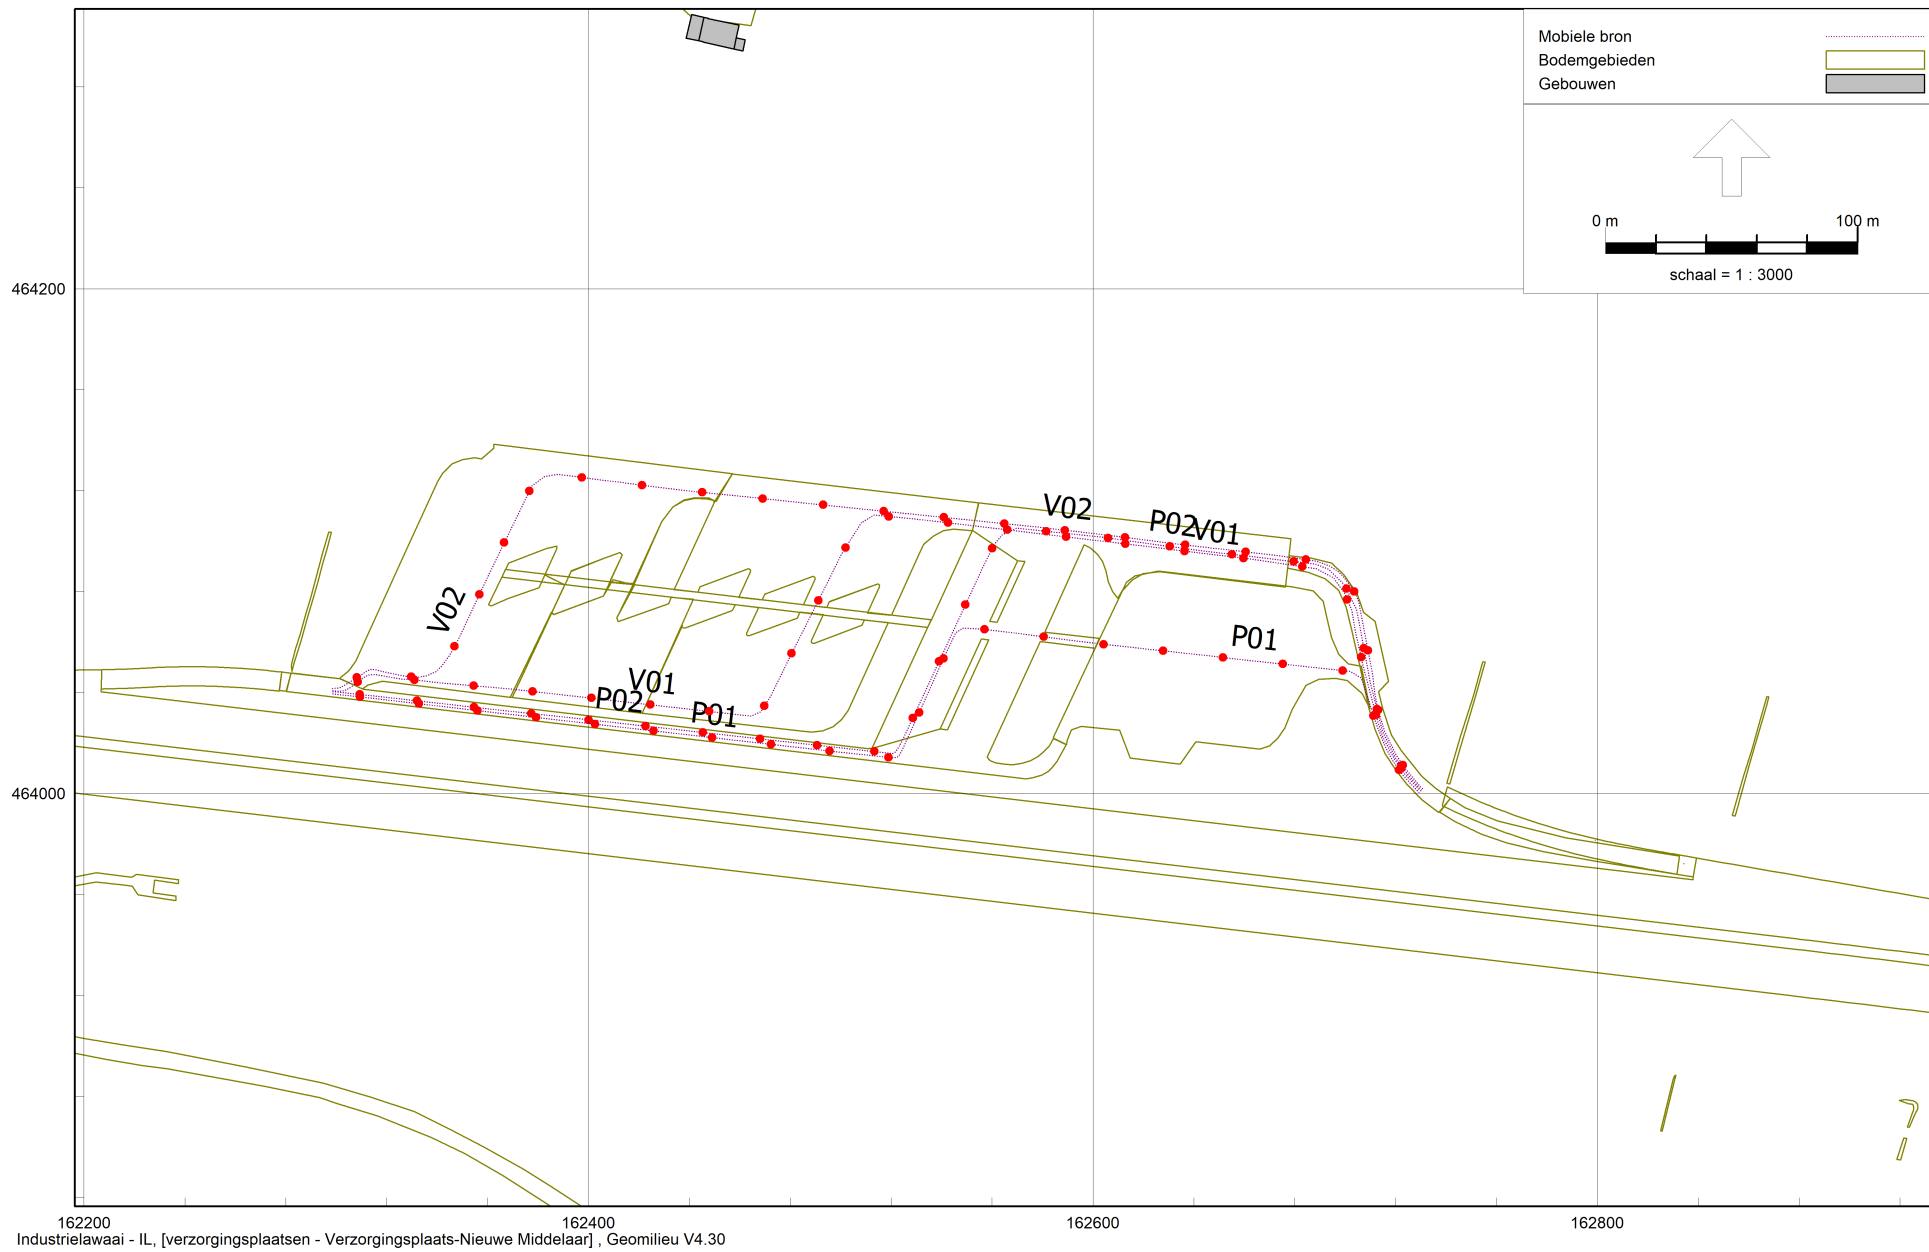 Mobiele bron
Bodemgebieden
Gebouwen
0 m 100 m
schaal = 1 : 3000
464200
V02
P02
V01
V02
P01
V01
P02
P01
464000
162200 162400 162600 162800
Industrielawaai - IL, [verzorgingsplaatsen - Verzorgingsplaats-Nieuwe Middelaar] , Geomilieu V4.30